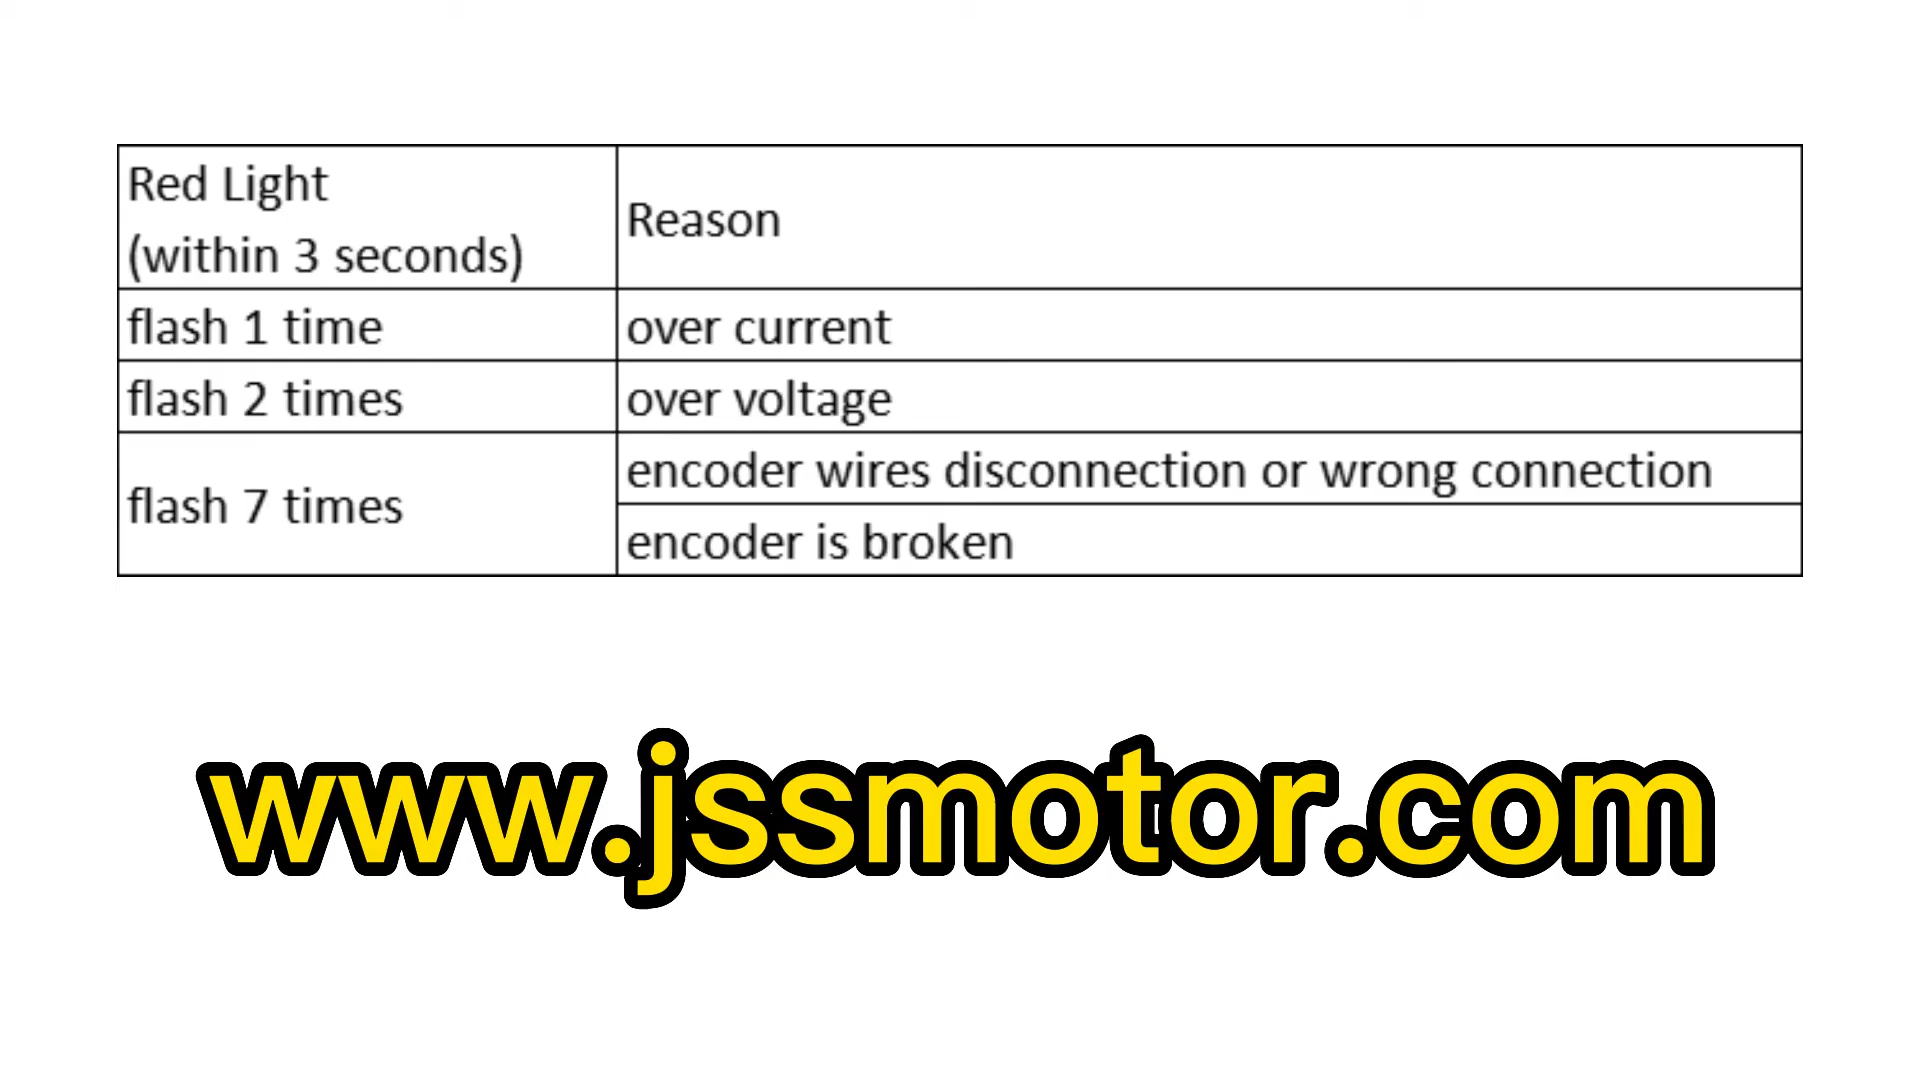 Red Light
(within 3 seconds)
Reason
flash 1 time
over current
flash 2 times
over voltage
flash 7 times
encoder wires disconnection or wrong connection
encoder is broken
www.jssmotor.com